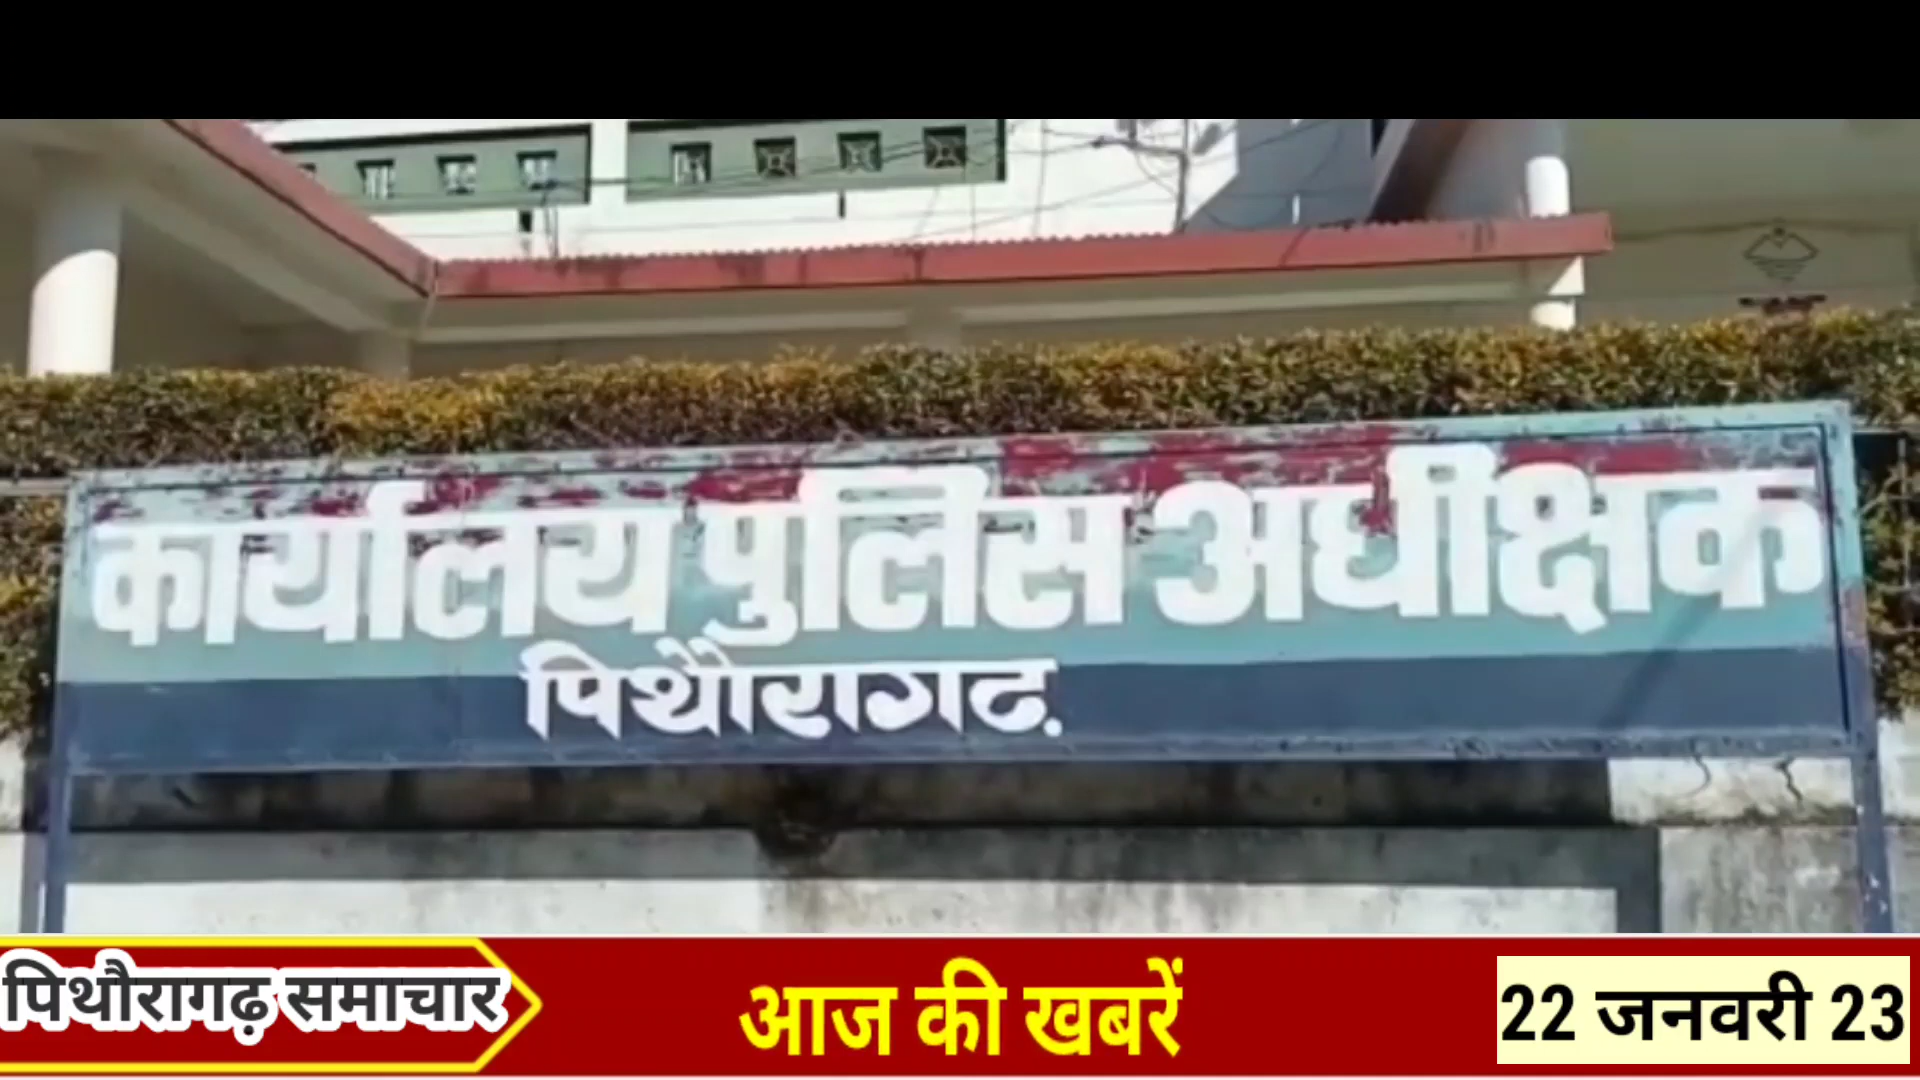 कार्यालय पुलिस अधीक्षक
पिथौरागढ़
पिथौरागढ़ समाचार
आज की खबरें
22 जनवरी 23